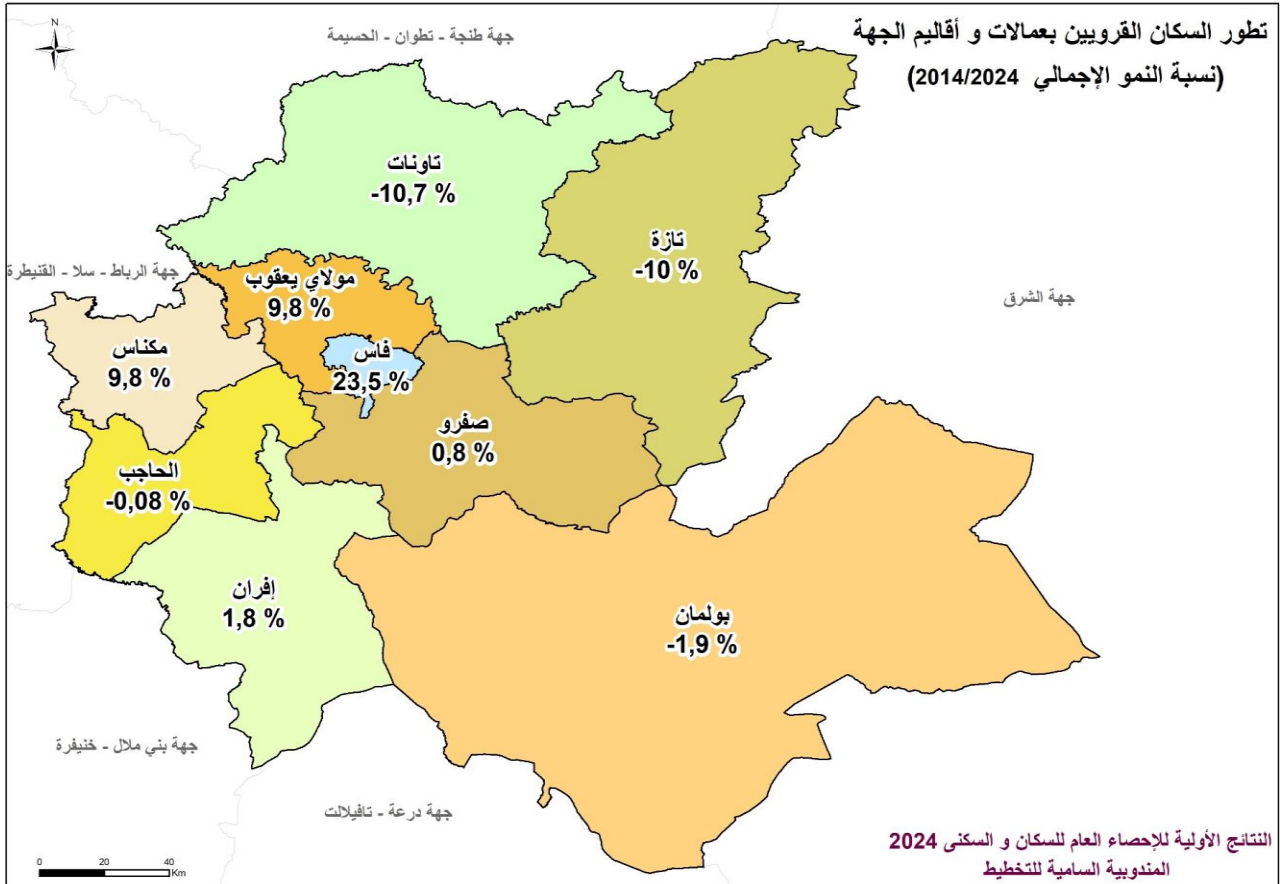 تطور السكان القرويين بعمالات و أقاليم الجهة
(نسبة النمو الإجمالي 2014/2024)
N
جهة طنجة - تطوان - الحسيمة
تاونات
-10,7 %
تازة
-10 %
جهة الرباط - سلا - القنيطرة
مولاي يعقوب
9,8 %
جهة الشرق
مكناس
9,8 %
فاس
23,5 %
صفرو
0,8 %
الحاجب
-0,08 %
إفران
1,8 %
بولمان
-1,9 %
جهة بني ملال - خنيفرة
جهة درعة - تافيلالت
النتائج الأولية للإحصاء العام للسكان و السكنى 2024
المندوبية السامية للتخطيط
0 20 40
Km